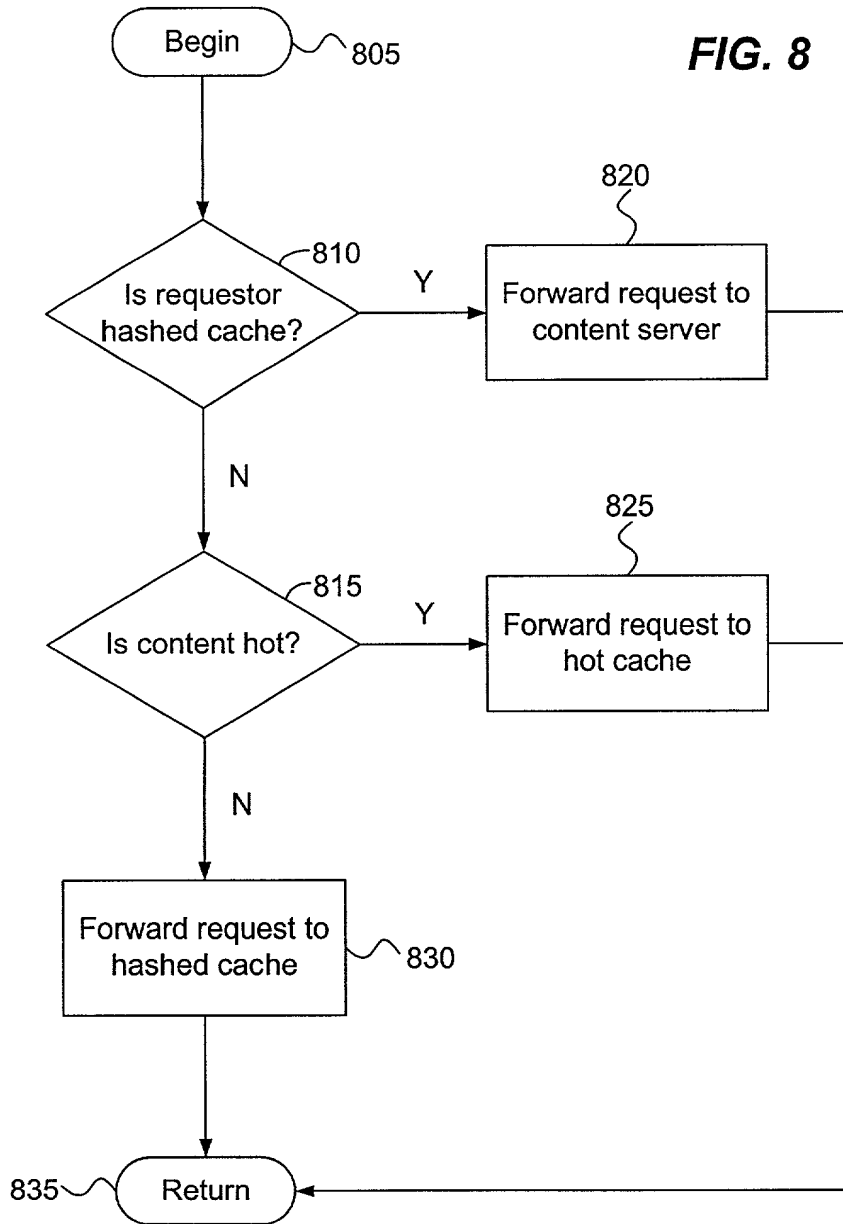 FIG. 8
Begin
805
820
810
Is requestor
hashed cache?
Y
Forward request to
content server
N
825
815
Is content hot?
Y
Forward request to
hot cache
N
Forward request to
hashed cache
830
835
Return